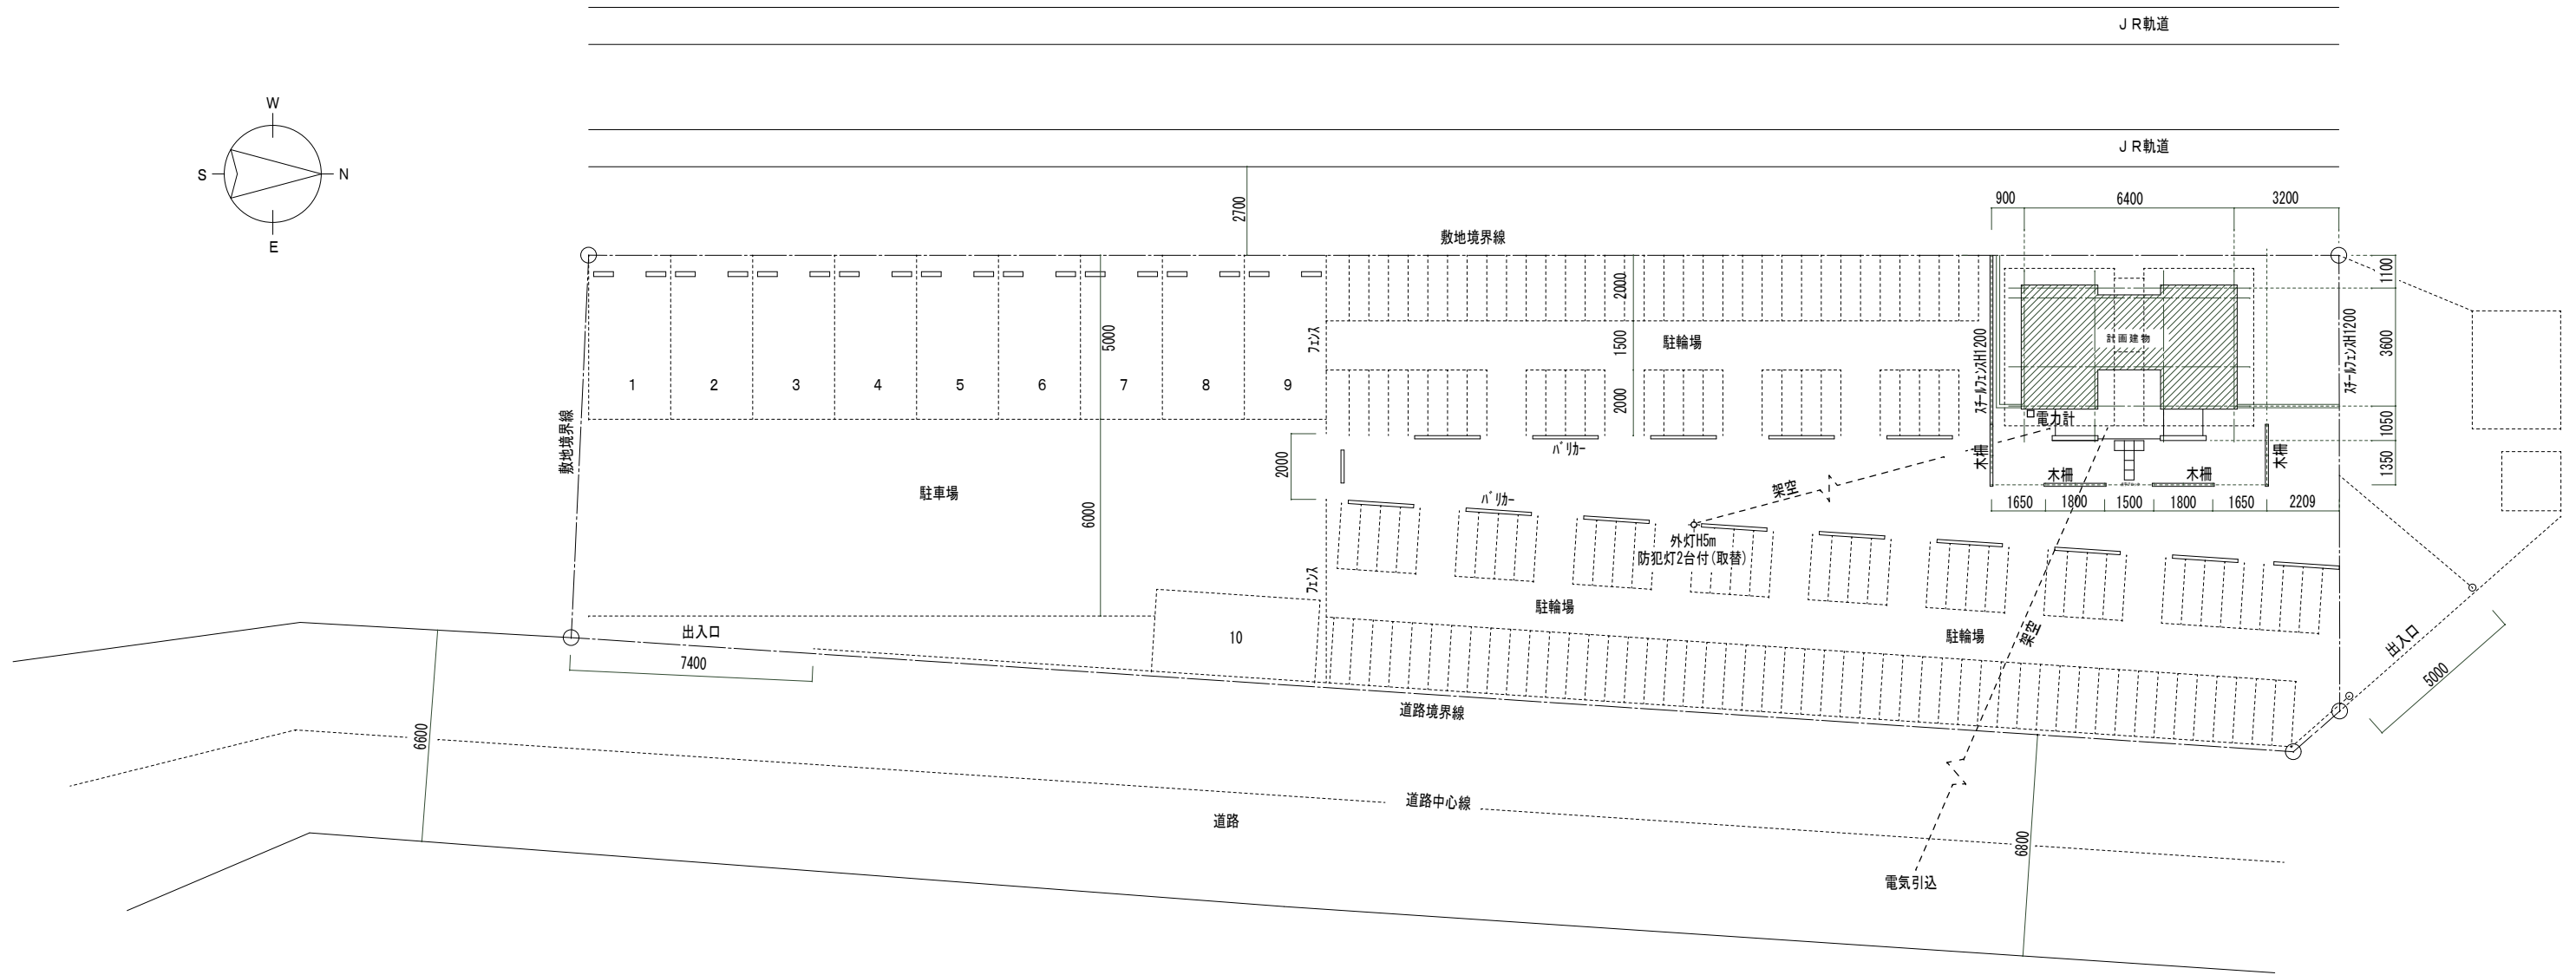 ＪＲ軌道
ＪＲ軌道
W
S
N
E
2700
900
6400
3200
敷地境界線
1100
3600
1050
1350
2000
1500
2000
5000
フェンス
駐輪場
スチールフェンスH1200
計画建物
スチールフェンスH1200
1
2
3
4
5
6
7
8
9
敷地境界線
電力計
バリカー
木柵
木柵
木柵
木柵
2000
駐車場
6000
バリカー
架空
1650
1800
1500
1800
1650
2209
外灯H5m
防犯灯2台付(取替)
フェンス
駐輪場
駐輪場
架空
出入口
5000
出入口
7400
10
道路境界線
6600
道路中心線
道路
6800
電気引込